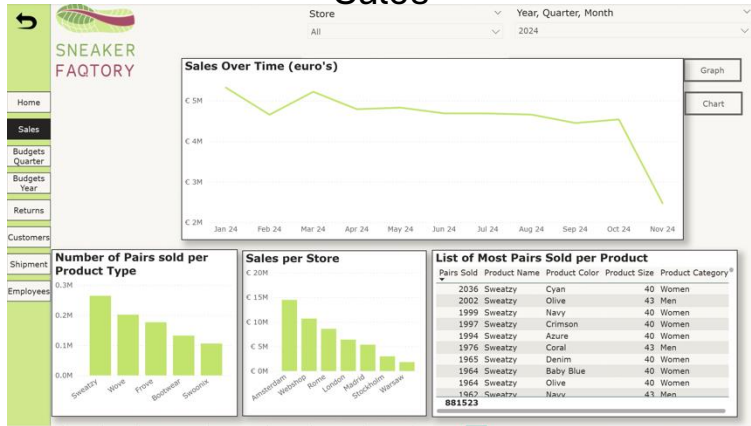 Sales
Store
Year, Quarter, Month
All
2024
SNEAKER
FAQTORY
Home
Sales
Budgets
Quarter
Budgets
Year
Returns
Customers
Shipment
Employees
Sales Over Time (euro's)
€ 5M
€ 4M
€ 3M
€ 2M
Jan 24 Feb 24 Mar 24 Apr 24 May 24 Jun 24 Jul 24 Aug 24 Sep 24 Oct 24 Nov 24
Graph
Chart
Number of Pairs sold per
Product Type
0.3M
0.2M
0.1M
0.0M
Sweatzy Wove Frove Bootwear Swoonix
Sales per Store
€ 20M
€ 15M
€ 10M
€ 5M
€ 0M
Amsterdam Webshop Rome London Madrid Stockholm Warsaw
List of Most Pairs Sold per Product
Pairs Sold Product Name Product Color Product Size Product Category
2036 Sweatzy Cyan 40 Women
2002 Sweatzy Olive 43 Men
1999 Sweatzy Navy 40 Women
1997 Sweatzy Crimson 40 Women
1994 Sweatzy Azure 40 Women
1976 Sweatzy Coral 43 Men
1965 Sweatzy Denim 40 Women
1964 Sweatzy Baby Blue 40 Women
1964 Sweatzy Olive 40 Women
1962 Sweatzy Navy 43 Men
881523